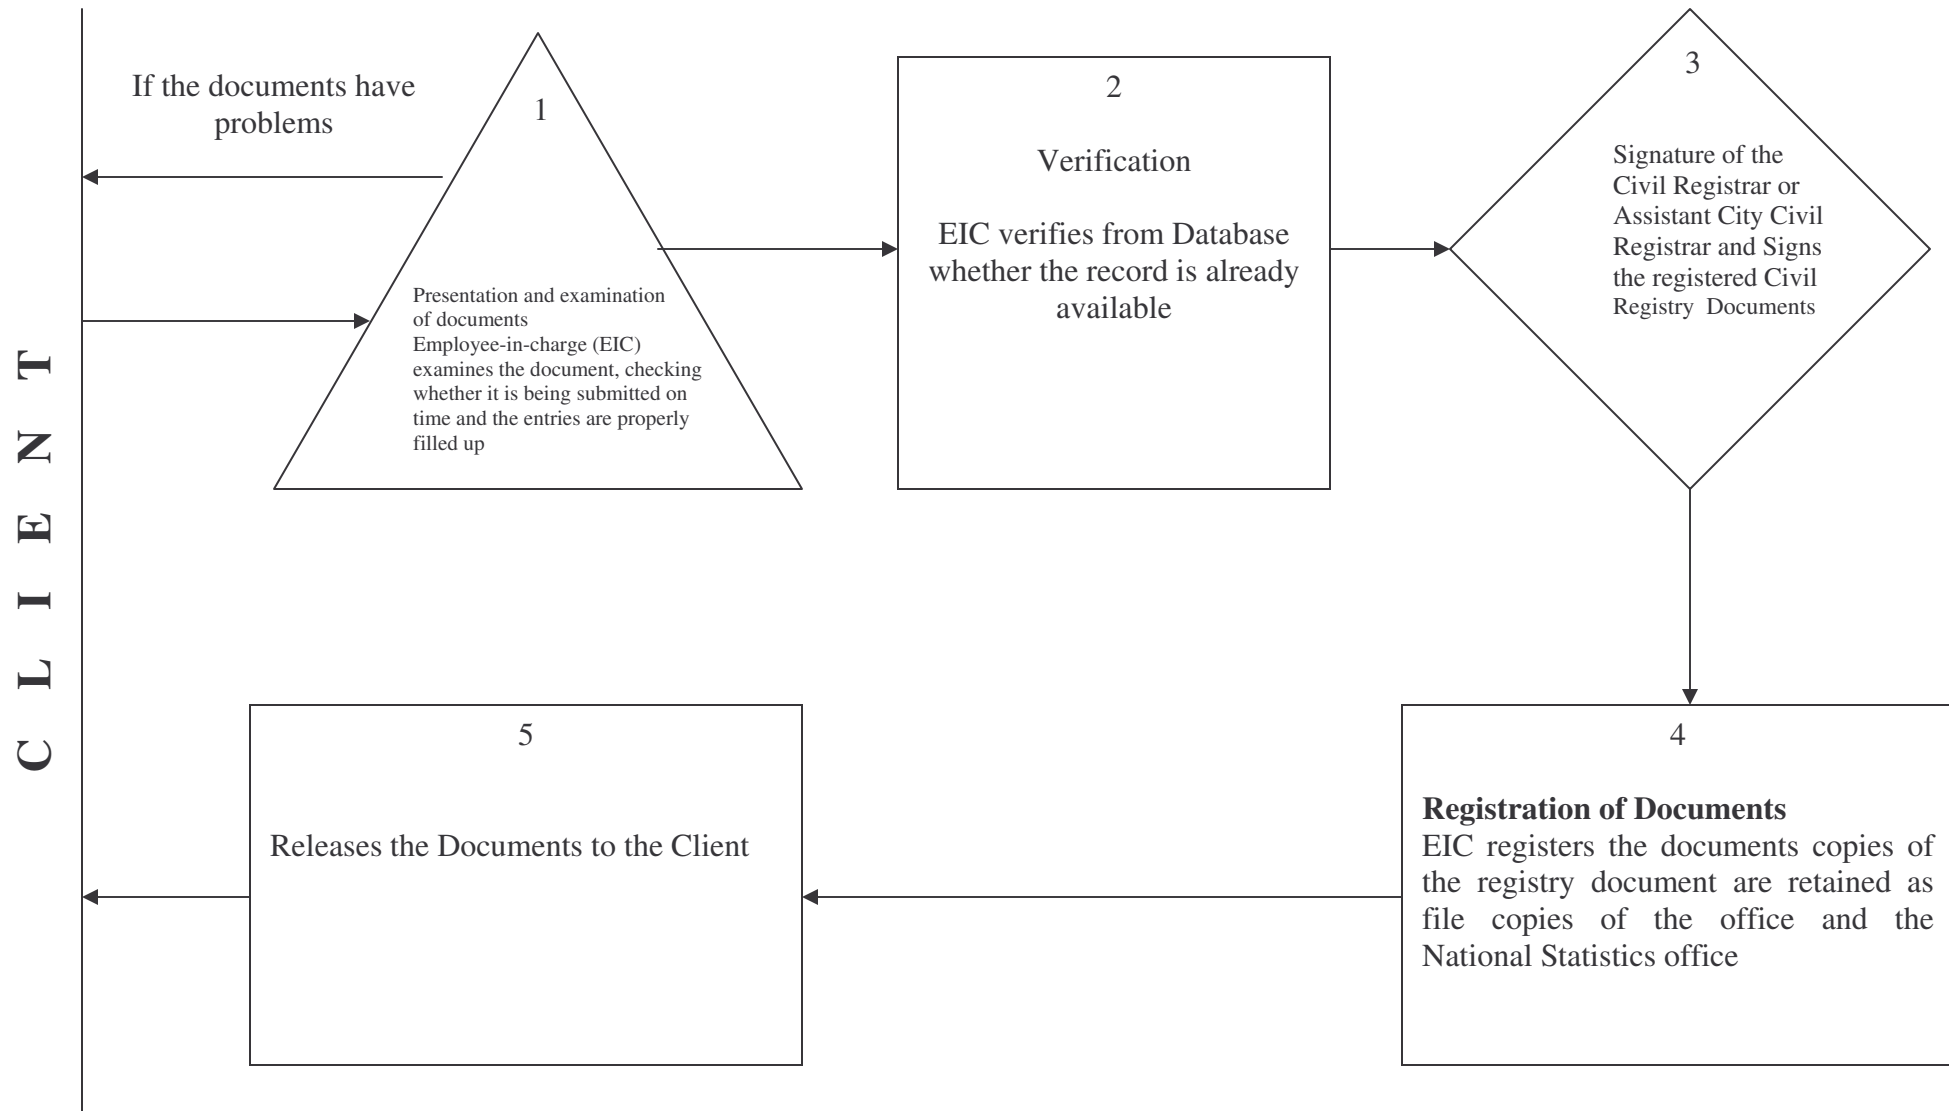 CLIENT
If the documents have
problems
1
Presentation and examination
of documents
Employee-in-charge (EIC)
examines the document, checking
whether it is being submitted on
time and the entries are properly
filled up
2
Verification
EIC verifies from Database
whether the record is already
available
3
Signature of the
Civil Registrar or
Assistant City Civil
Registrar and Signs
the registered Civil
Registry Documents
4
Registration of Documents
EIC registers the documents copies of
the registry document are retained as
file copies of the office and the
National Statistics office
5
Releases the Documents to the Client